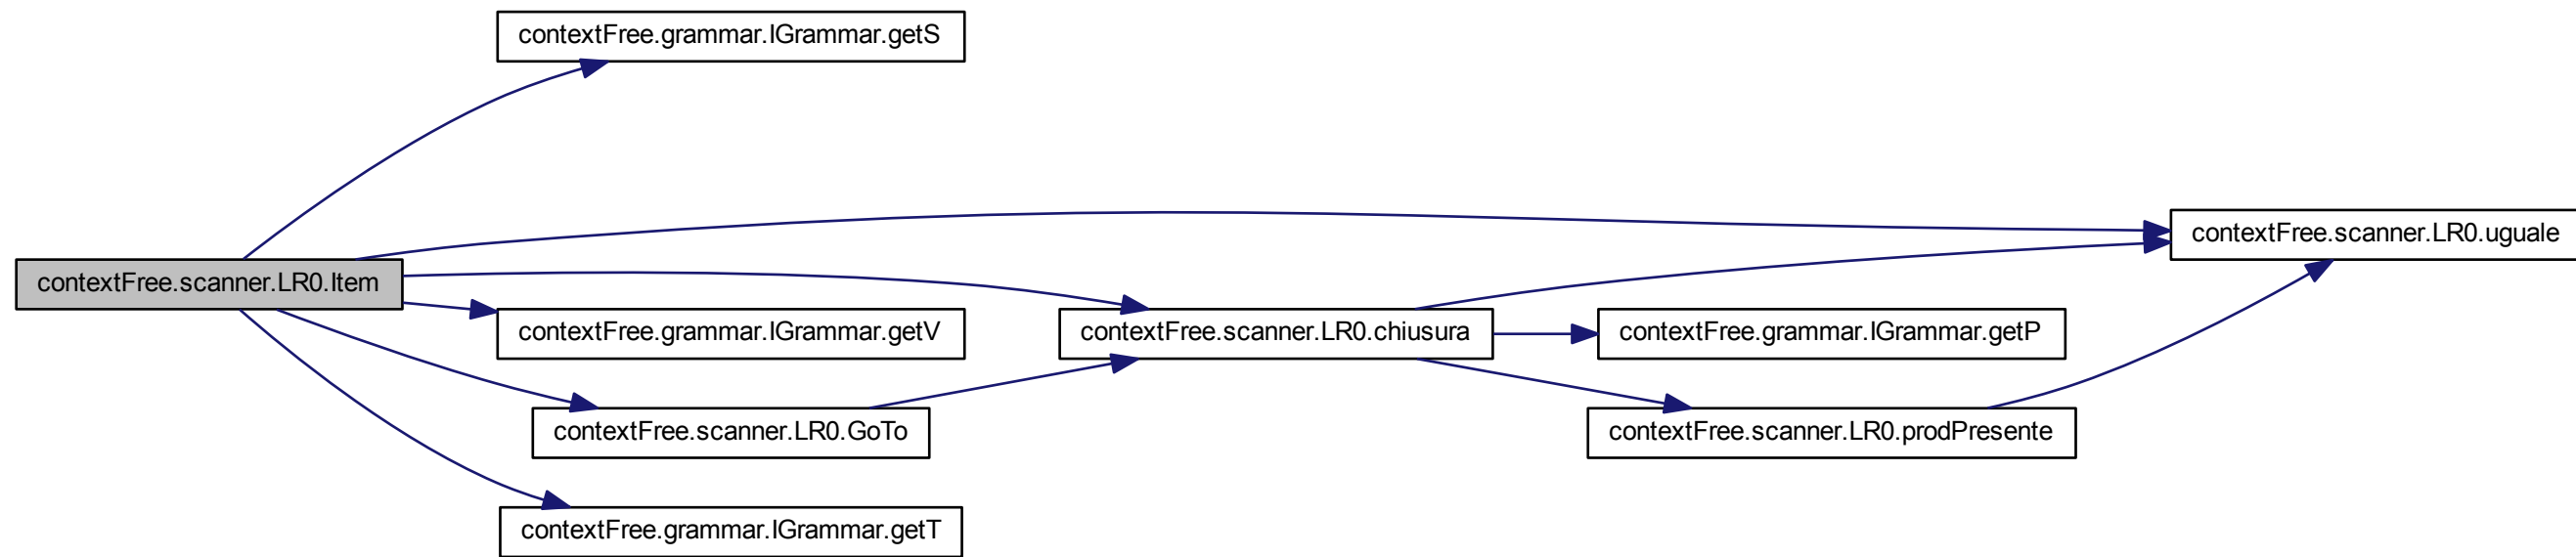 contextFree.grammar.IGrammar.getS
contextFree.scanner.LR0.uguale
contextFree.scanner.LR0.Item
contextFree.grammar.IGrammar.getV
contextFree.scanner.LR0.chiusura
contextFree.grammar.IGrammar.getP
contextFree.scanner.LR0.GoTo
contextFree.scanner.LR0.prodPresente
contextFree.grammar.IGrammar.getT